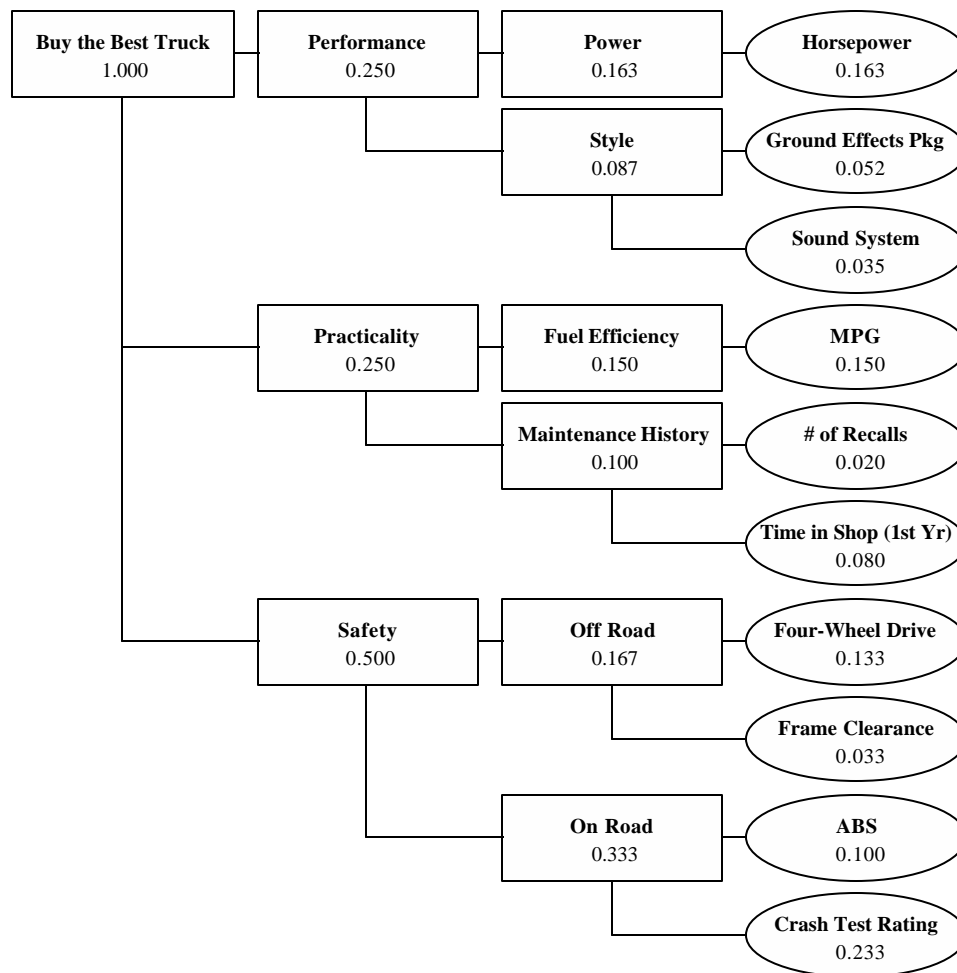 Buy the Best Truck
1.000
Performance
0.250
Power
0.163
Horsepower
0.163
Style
0.087
Ground Effects Pkg
0.052
Sound System
0.035
Practicality
0.250
Fuel Efficiency
0.150
MPG
0.150
Maintenance History
0.100
# of Recalls
0.020
Time in Shop (1st Yr)
0.080
Safety
0.500
Off Road
0.167
Four-Wheel Drive
0.133
Frame Clearance
0.033
On Road
0.333
ABS
0.100
Crash Test Rating
0.233